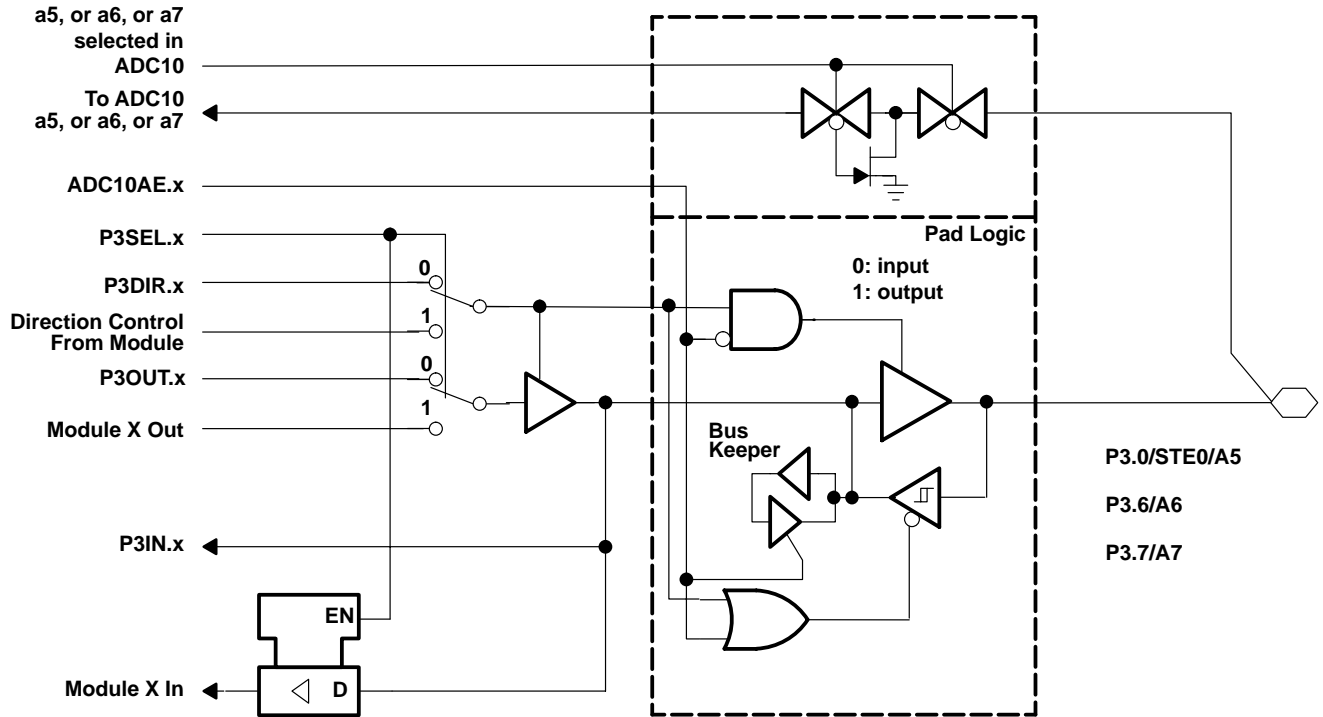 a5, or a6, or a7
selected in
ADC10
To ADC10
a5, or a6, or a7
ADC10AE.x
P3SEL.x
P3DIR.x
0
Direction Control
From Module
1
P3OUT.x
0
Module X Out
1
P3IN.x
EN
D
Module X In
Pad Logic
0: input
1: output
Bus
Keeper
P3.0/STE0/A5
P3.6/A6
P3.7/A7